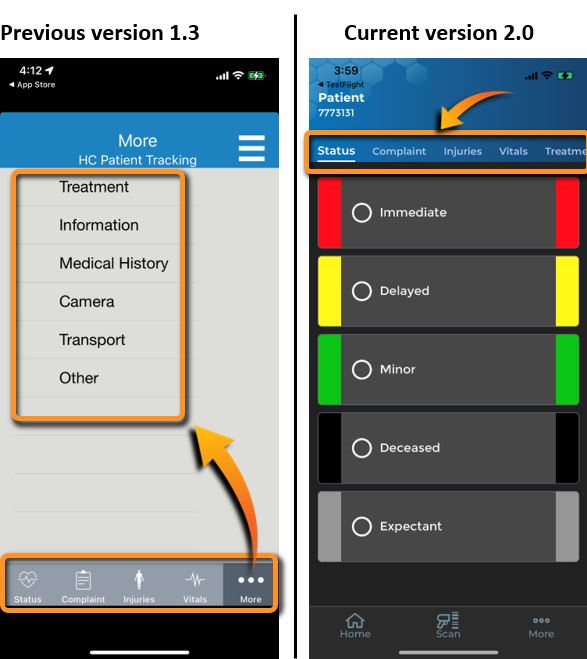 Previous version 1.3
Current version 2.0
4:12
App Store
More
HC Patient Tracking
Treatment
Information
Medical History
Camera
Transport
Other
Status Complaint Injuries Vitals More
3:59
TestFlight
Patient
7773131
Status Complaint Injuries Vitals Treatme
Immediate
Delayed
Minor
Deceased
Expectant
Home Scan More